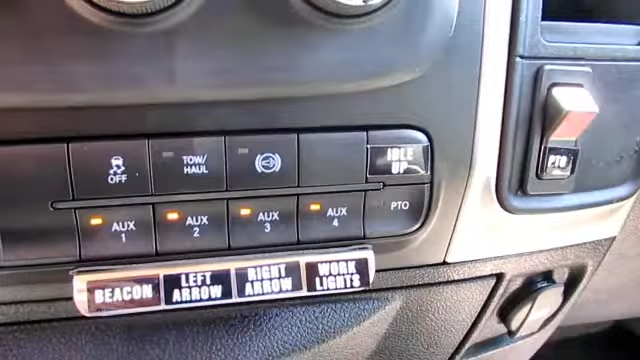 OFF
TOW/
HAUL
IDLE
UP
PTO
AUX
1
AUX
2
AUX
3
AUX
4
PTO
BEACON
LEFT
ARROW
RIGHT
ARROW
WORK
LIGHTS